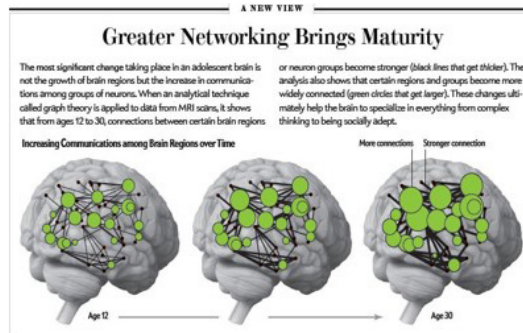 A NEW VIEW
Greater Networking Brings Maturity
The most significant change taking place in an adolescent brain is
not the growth of brain regions but the increase in communica-
tions among groups of neurons. When an analytical technique
called graph theory is applied to data from MRI scans, it shows
that from ages 12 to 30, connections between certain brain regions
or neuron groups become stronger (black lines that get thicker). The
analysis also shows that certain regions and groups become more
widely connected (green circles that get larger). These changes ulti-
mately help the brain to specialize in everything from complex
thinking to being socially adept.
Increasing Communications among Brain Regions over Time
More connections
Stronger connection
Age 12
Age 30